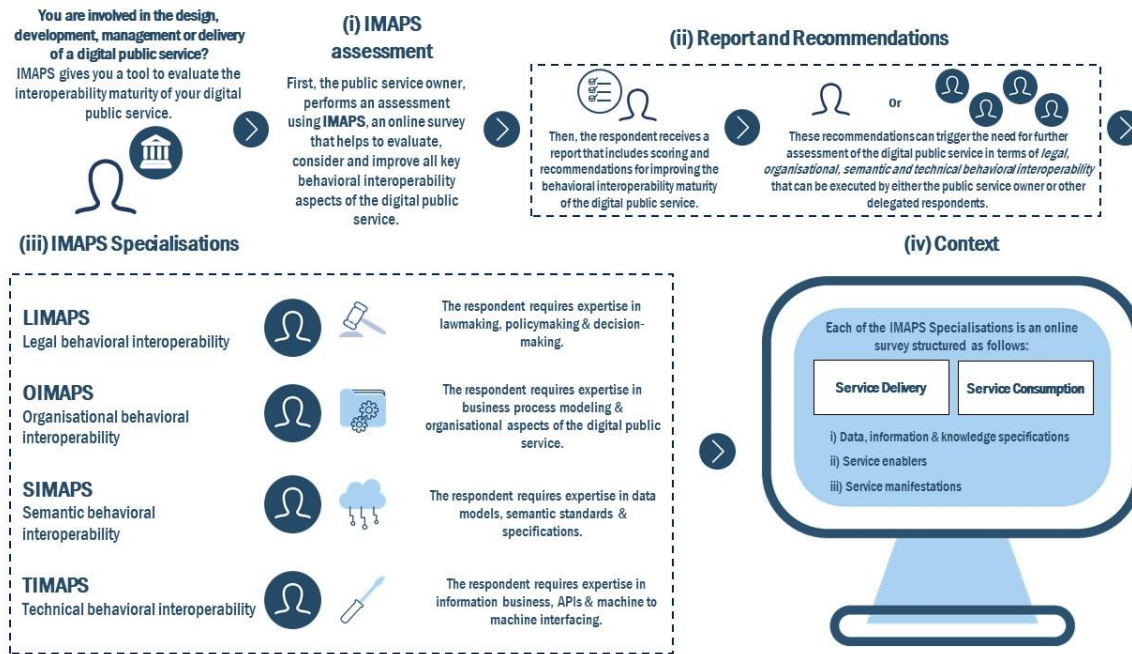 You are involved in the design,
development, management or delivery
of a digital public service?
IMAPS gives you a tool to evaluate the
interoperability maturity of your digital
public service.
(i) IMAPS
assessment
First, the public service owner,
performs an assessment
using IMAPS, an online survey
that helps to evaluate,
consider and improve all key
behavioral interoperability
aspects of the digital public
service.
(ii) Report and Recommendations
Then, the respondent receives a
report that includes scoring and
recommendations for improving the
behavioral interoperability maturity
of the digital public service.
Or
These recommendations can trigger the need for further
assessment of the digital public service in terms of legal,
organisational, semantic and technical behavioral interoperability
that can be executed by either the public service owner or other
delegated respondents.
(iii) IMAPS Specialisations
LIMAPS
Legal behavioral interoperability
The respondent requires expertise in
lawmaking, policymaking & decision-
making.
OIMAPS
Organisational behavioral
interoperability
The respondent requires expertise in
business process modeling &
organisational aspects of the digital public
service.
SIMAPS
Semantic behavioral
interoperability
The respondent requires expertise in data
models, semantic standards &
specifications.
TIMAPS
Technical behavioral interoperability
The respondent requires expertise in
information business, APIs & machine to
machine interfacing.
(iv) Context
Each of the IMAPS Specialisations is an online
survey structured as follows:
Service Delivery
Service Consumption
i) Data, information & knowledge specifications
ii) Service enablers
iii) Service manifestations